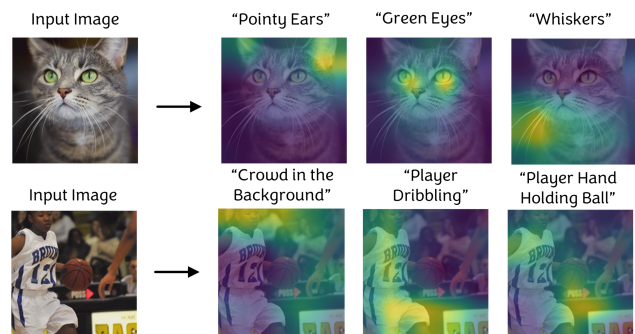 Input Image
“Pointy Ears”
“Green Eyes”
“Whiskers”
Input Image
“Crowd in the
Background”
“Player
Dribbling”
“Player Hand
Holding Ball”